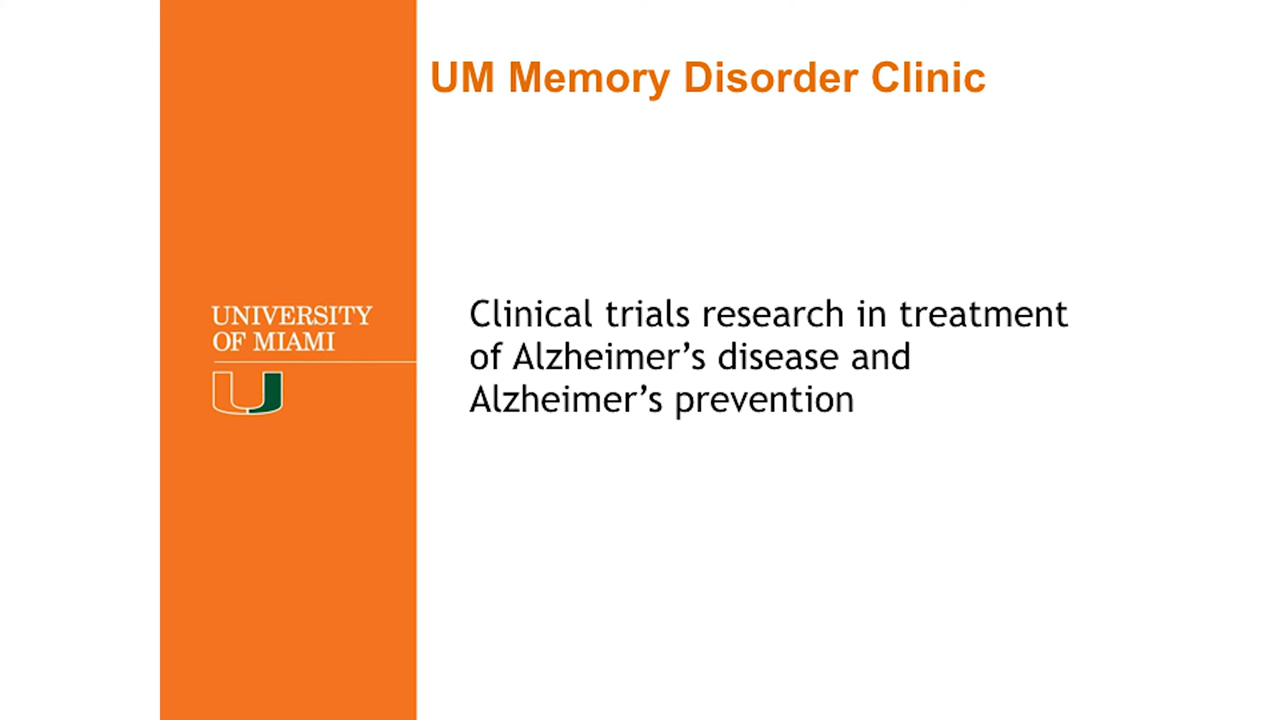 UM Memory Disorder Clinic
UNIVERSITY
OF MIAMI
Clinical trials research in treatment
of Alzheimer’s disease and
Alzheimer’s prevention